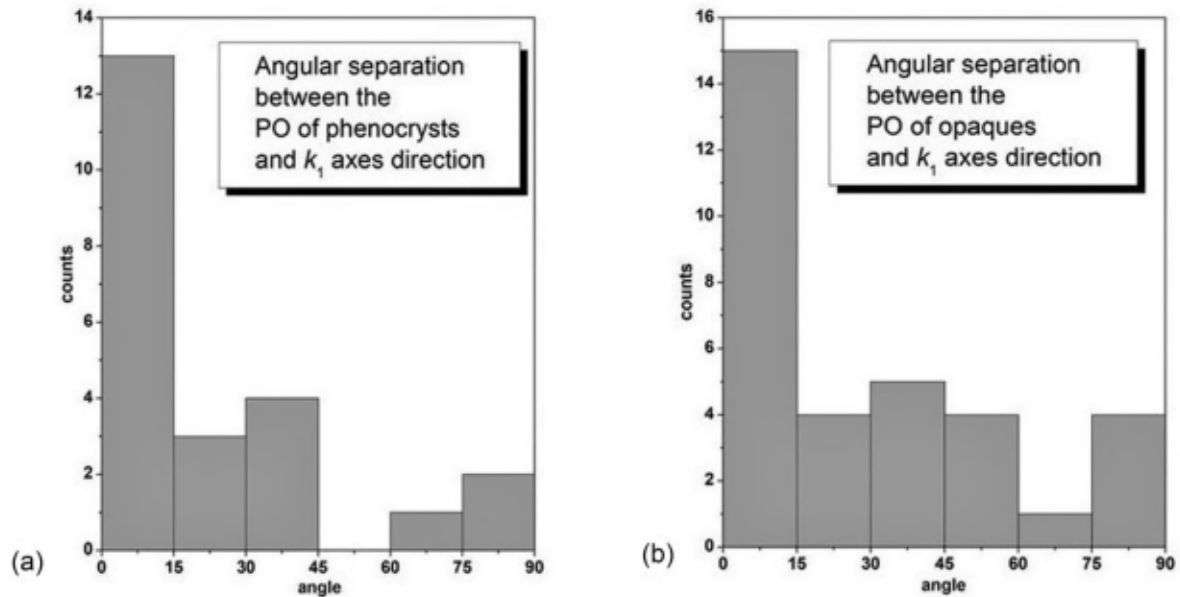 14
12
10
8
6
4
2
0
counts
Angular separation
between the
PO of phenocrysts
and k₁ axes direction
0 15 30 45 60 75 90
angle
(a)
16
14
12
10
8
6
4
2
0
counts
Angular separation
between the
PO of opaques
and k₁ axes direction
0 15 30 45 60 75 90
angle
(b)